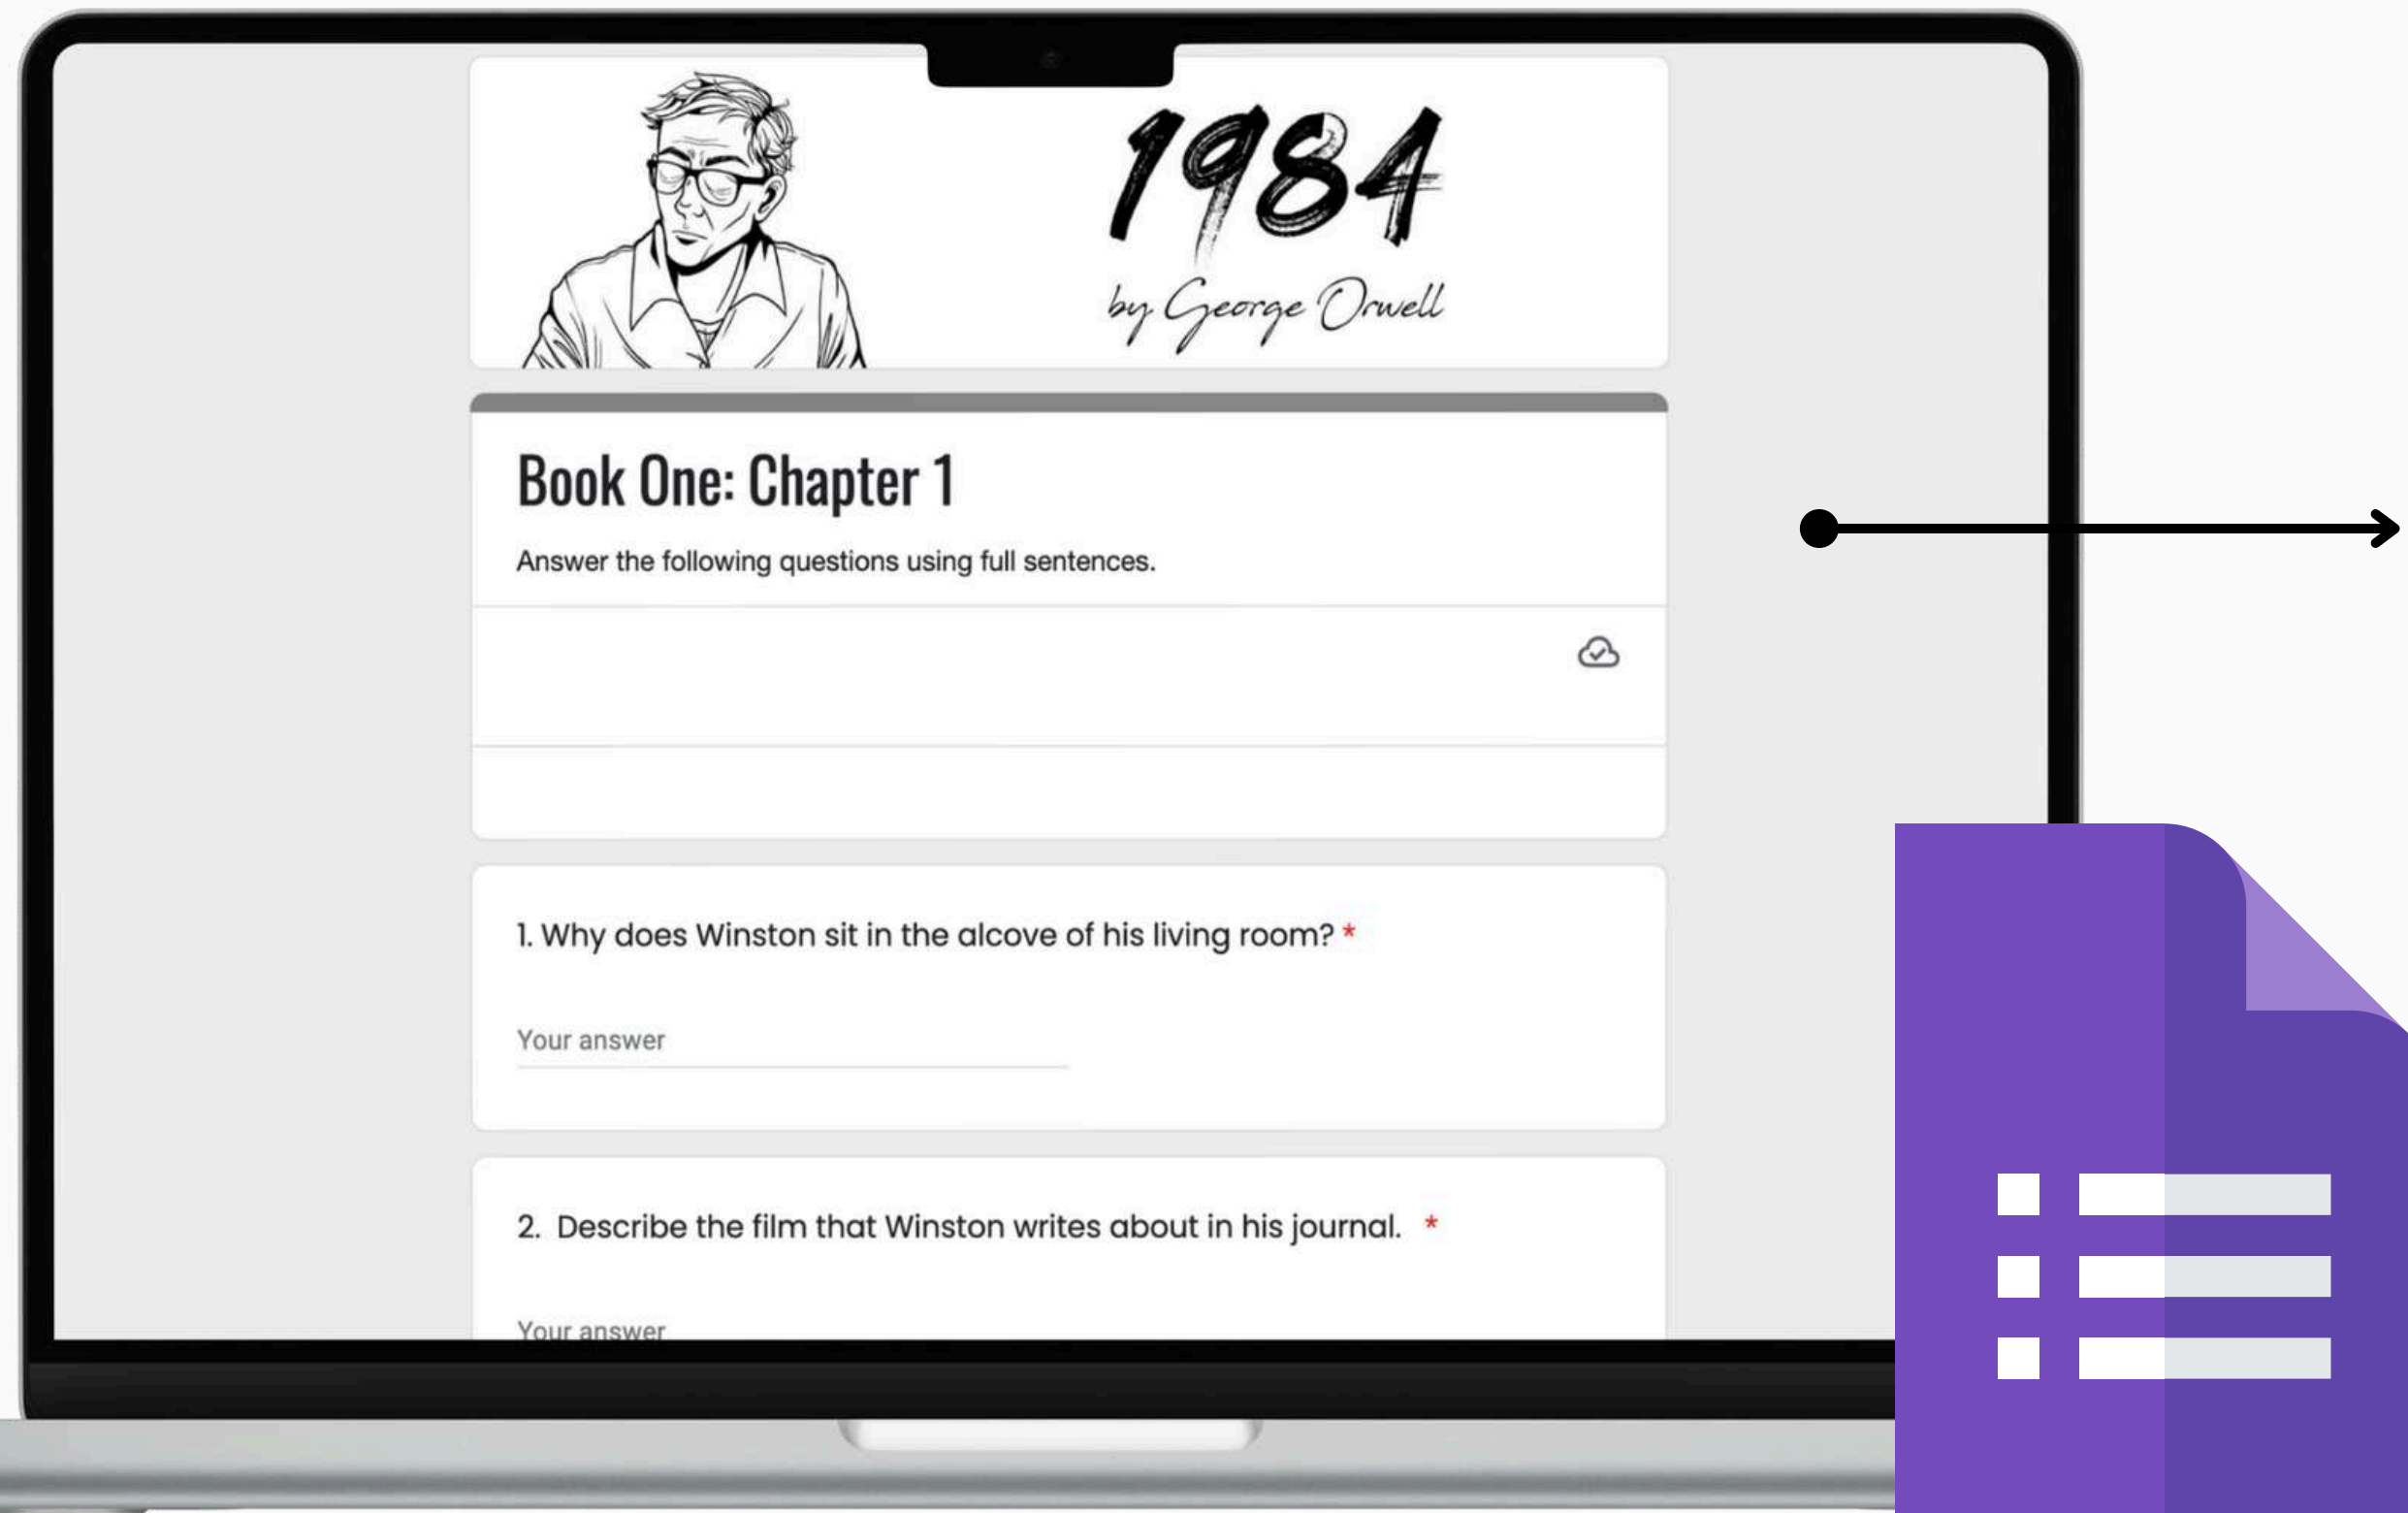 1984
by George Orwell
Book One: Chapter 1
Answer the following questions using full sentences.
1. Why does Winston sit in the alcove of his living room? *
Your answer
2. Describe the film that Winston writes about in his journal. *
Your answer